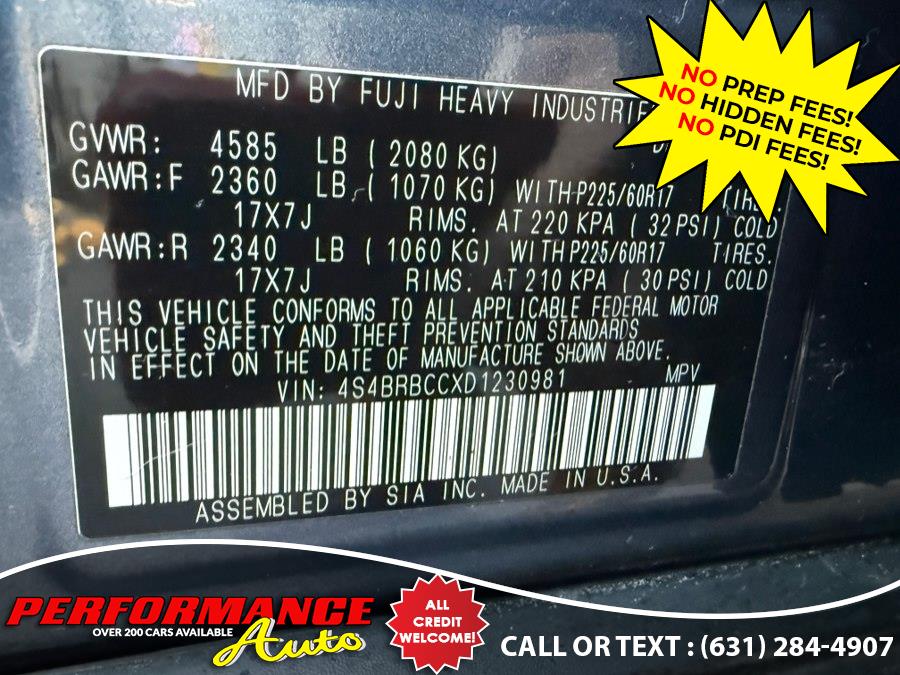 MFD BY FUJI HEAVY
GVWR: 4585 LB ( 2080 KG)
GAWR:F 2360 LB ( 1070 KG) WITH P225/60R17 TIRES.
17X7J RIMS. AT 220 KPA ( 32 PSI) COLD
GAWR:R 2340 LB ( 1060 KG) WITH P225/60R17 TIRES.
17X7J RIMS. AT 210 KPA ( 30 PSI) COLD
THIS VEHICLE CONFORMS TO ALL APPLICABLE FEDERAL MOTOR
VEHICLE SAFETY AND THEFT PREVENTION STANDARDS
IN EFFECT ON THE DATE OF MANUFACTURE SHOWN ABOVE.
VIN: 4S4BRBCCXD1230981 MPV
ASSEMBLED BY SIA INC. MADE IN U.S.A.
NO PREP FEES!
NO HIDDEN FEES!
NO PDI FEES!
PERFORMANCE
OVER 200 CARS AVAILABLE
Auto
ALL
CREDIT
WELCOME!
CALL OR TEXT : (631) 284-4907